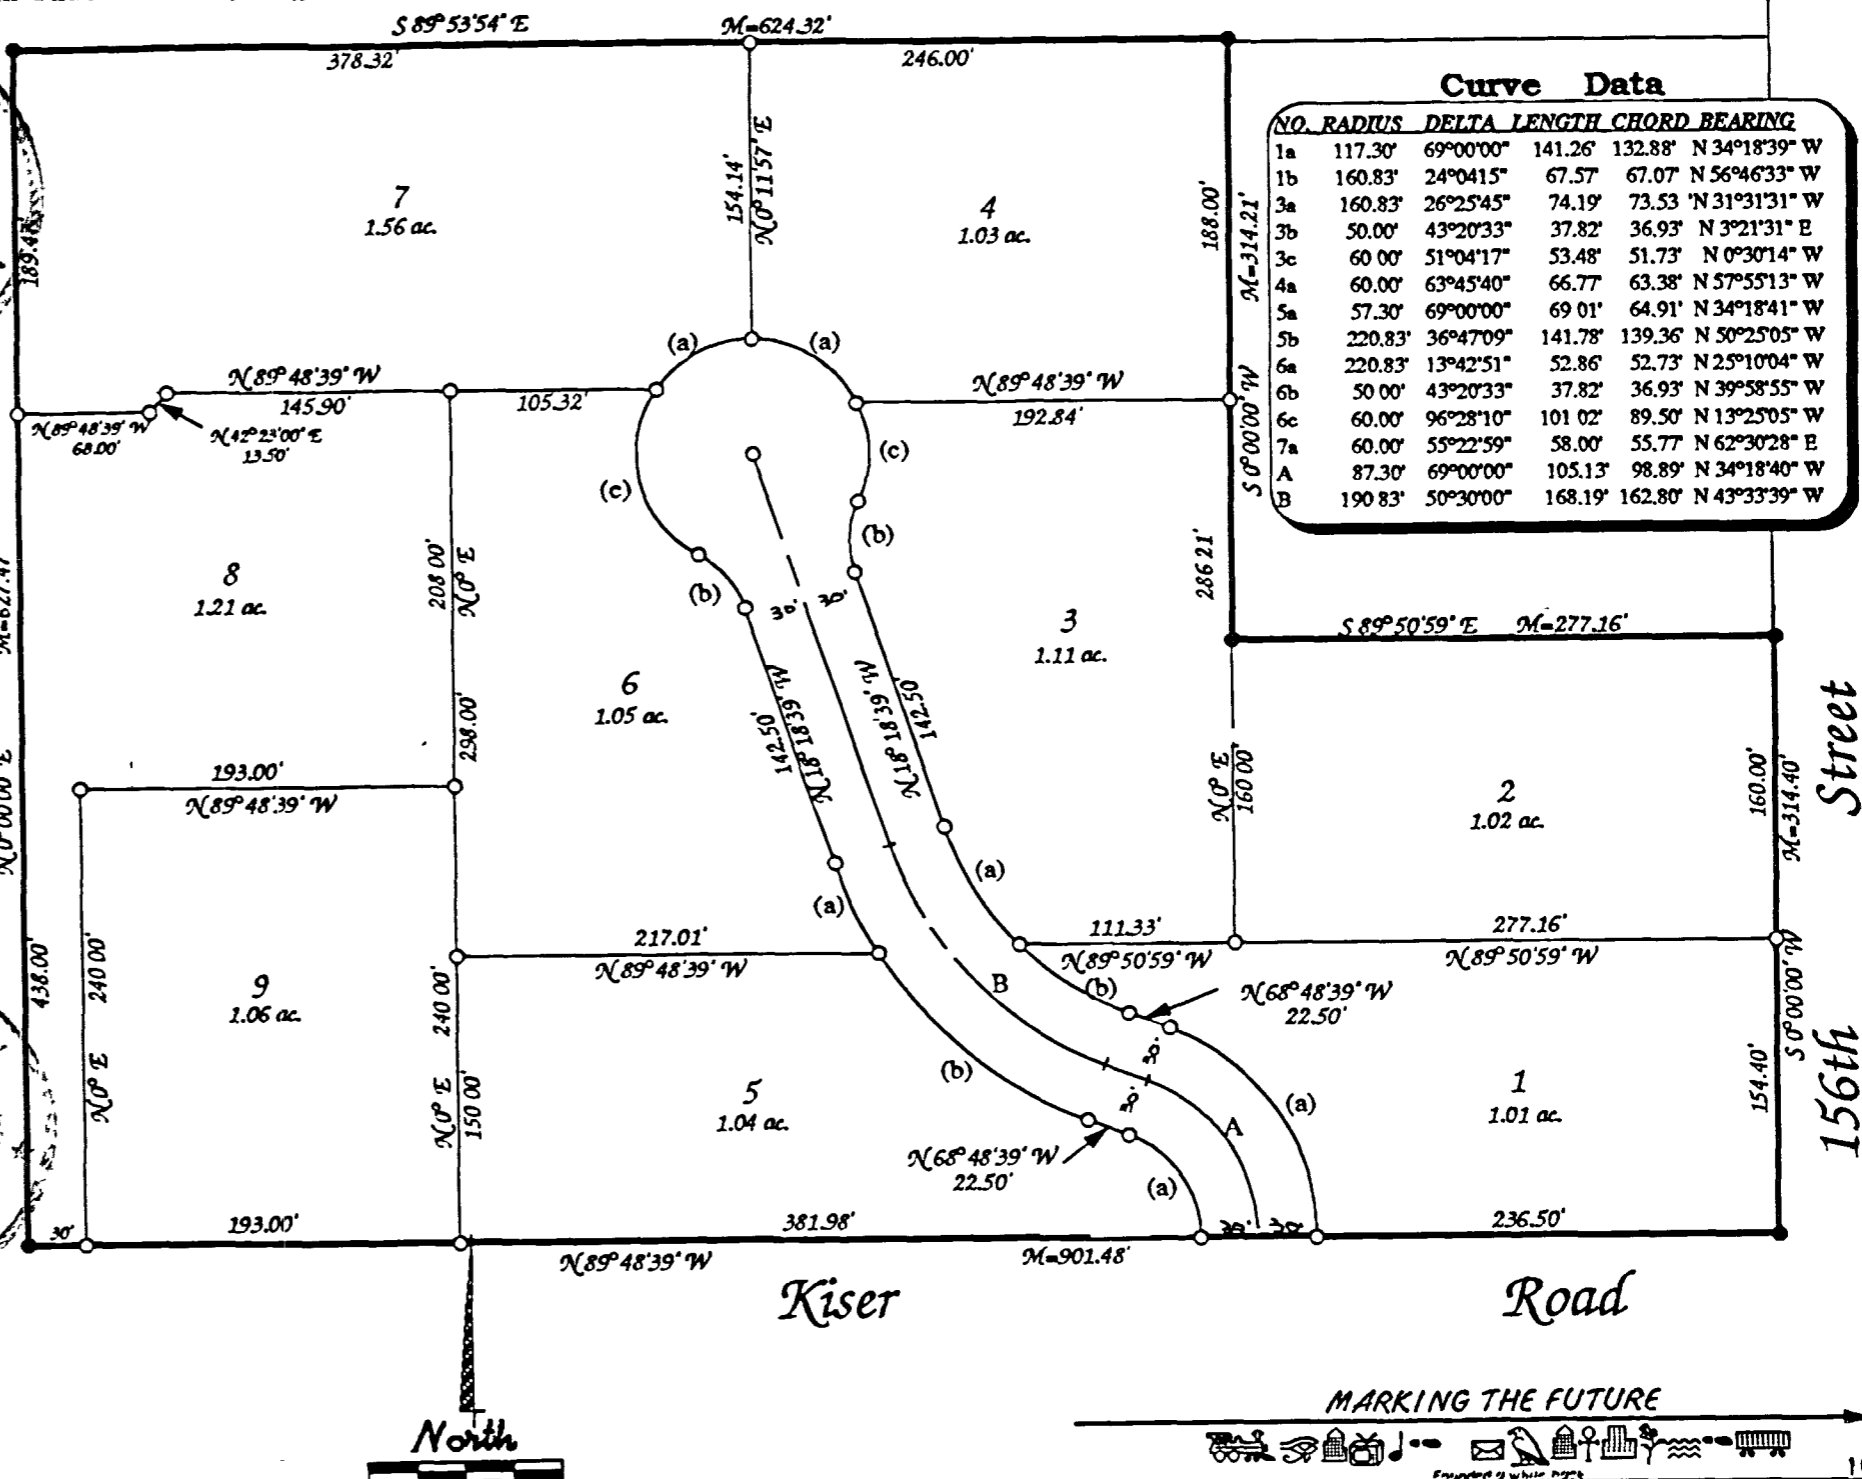 S 89°53'54" E M=624.32'
378.32' 246.00'
Curve Data
NO. RADIUS DELTA LENGTH CHORD BEARING
1a 117.30' 69°00'00" 141.26' 132.88' N 34°18'39" W
1b 160.83' 24°04'15" 67.57' 67.07' N 56°46'33" W
3a 160.83' 26°25'45" 74.19' 73.53 'N 31°31'31" W
3b 50.00' 43°20'33" 37.82' 36.93' N 3°21'31" E
3c 60 00' 51°04'17" 53.48' 51.73' N 0°30'14" W
4a 60.00' 63°45'40" 66.77' 63.38' N 57°55'13" W
5a 57.30' 69°00'00" 69 01' 64.91' N 34°18'41" W
5b 220.83' 36°47'09" 141.78' 139.36' N 50°25'05" W
6a 220.83' 13°42'51" 52.86' 52.73' N 25°10'04" W
6b 50 00' 43°20'33" 37.82' 36.93' N 39°58'55" W
6c 60.00' 96°28'10" 101 02' 89.50' N 13°25'05" W
7a 60.00' 55°22'59" 58.00' 55.77' N 62°30'28" E
A 87.30' 69°00'00" 105.13' 98.89' N 34°18'40" W
B 190 83' 50°30'00" 168.19' 162.80' N 43°33'39" W
189.47'
7
1.56 ac.
154.14'
N 0°11'57" E
4
1.03 ac.
188.00'
M=314.21'
S 0°00'00" W
(a) (a)
N 89°48'39" W
145.90'
105.32'
N 89°48'39" W
192.84'
N 89°48'39" W
68.00'
N 42°23'00" E
13.50'
(c) (c)
(b) (b)
30' 30'
8
1.21 ac.
208 00'
N 0° E
298.00'
6
1.05 ac.
142.50'
N 18°18'39" W
N 18°18'39" W
142.50'
3
1.11 ac.
286 21'
S 89°50'59" E M=277.16'
N 0° E
160 00'
2
1.02 ac.
160.00'
M=314.40'
Street
N 0°00'00" E
193.00'
N 89°48'39" W
(a) (a)
217.01'
N 89°48'39" W
111.33'
N 89°50'59" W
277.16'
N 89°50'59" W
438.00'
240 00'
N 0° E
9
1.06 ac.
240 00'
N 0° E
150 00'
B
(b)
N 68°48'39" W
22.50'
S 0°00'00" W
156th
(b)
30'
30'
5
1.04 ac.
A
(a)
1
1.01 ac.
154.40'
N 68°48'39" W
22.50'
(a)
30' 193.00' 381.98' 30' 30' 236.50'
N 89°48'39" W M=901.48'
Kiser Road
North
MARKING THE FUTURE